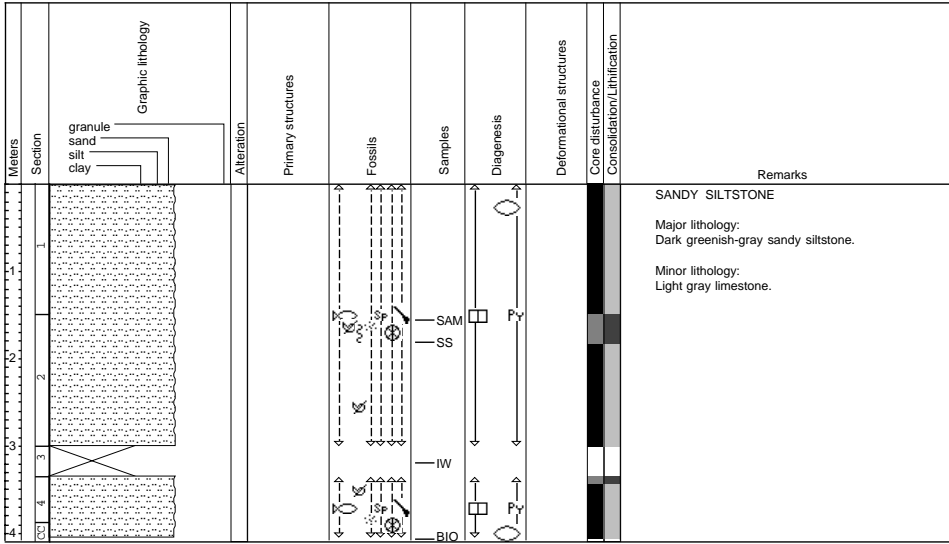 Meters
Section
Graphic lithology
granule
sand
silt
clay
Alteration
Primary structures
Fossils
Samples
Diagenesis
Deformational structures
Core disturbance
Consolidation/Lithification
Remarks
1
2
3
4
CC
1
2
3
4
Sp
SAM
SS
IW
Sp
BIO
Py
Py
SANDY SILTSTONE
Major lithology:
Dark greenish-gray sandy siltstone.
Minor lithology:
Light gray limestone.